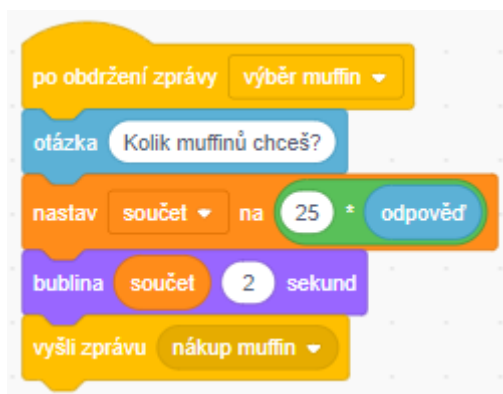 po obdržení zprávy výběr muffin
otázka Kolik muffinů chceš?
nastav součet na 25 * odpověď
bublina součet 2 sekund
vyšli zprávu nákup muffin